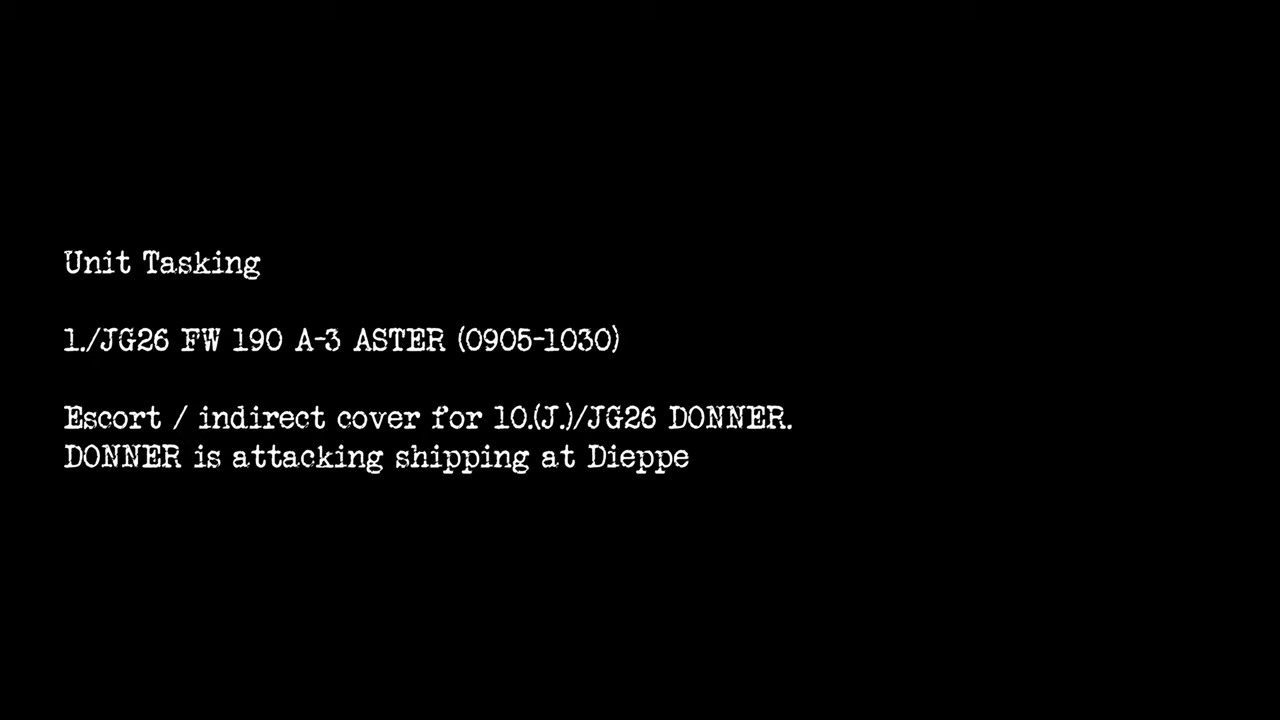 Unit Tasking
1./JG26 FW 190 A-3 ASTER (0905-1030)
Escort / indirect cover for 10.(J.)/JG26 DONNER.
DONNER is attacking shipping at Dieppe